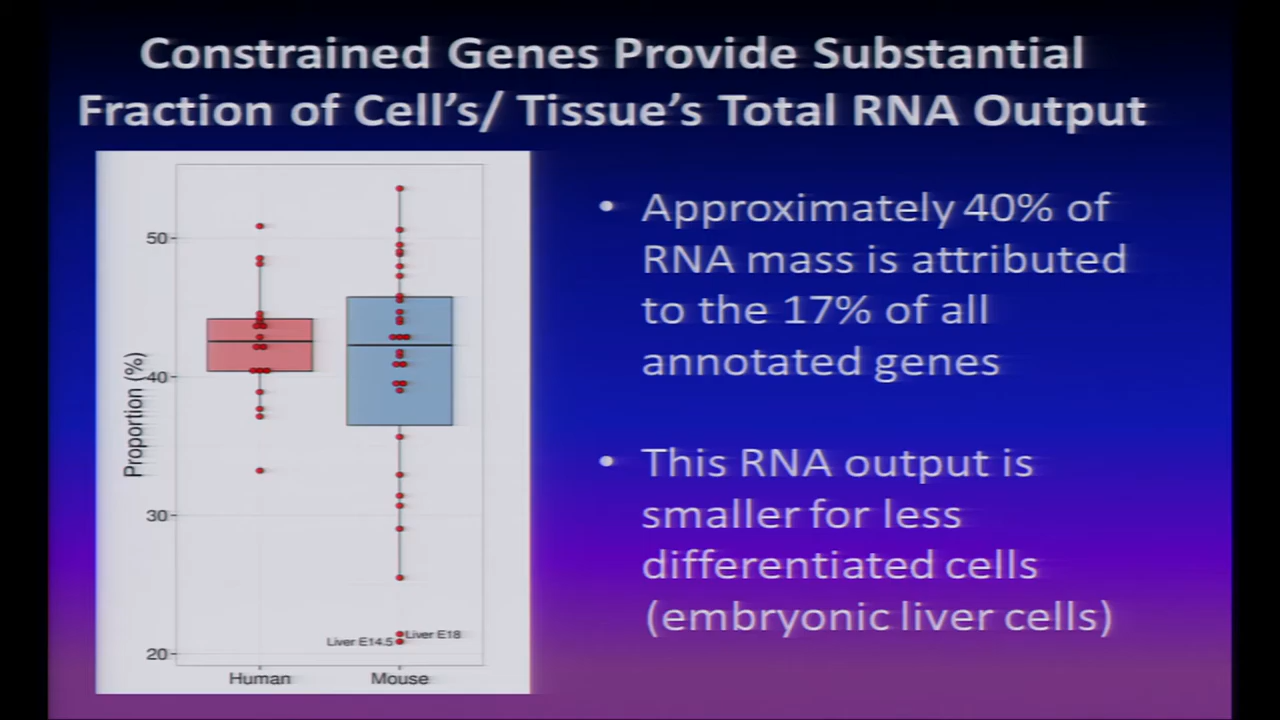 Constrained Genes Provide Substantial
Fraction of Cell's/ Tissue's Total RNA Output
• Approximately 40% of
RNA mass is attributed
to the 17% of all
annotated genes
• This RNA output is
smaller for less
differentiated cells
(embryonic liver cells)
Proportion (%)
50
40
30
20
Liver E14.5
Liver E18
Human
Mouse